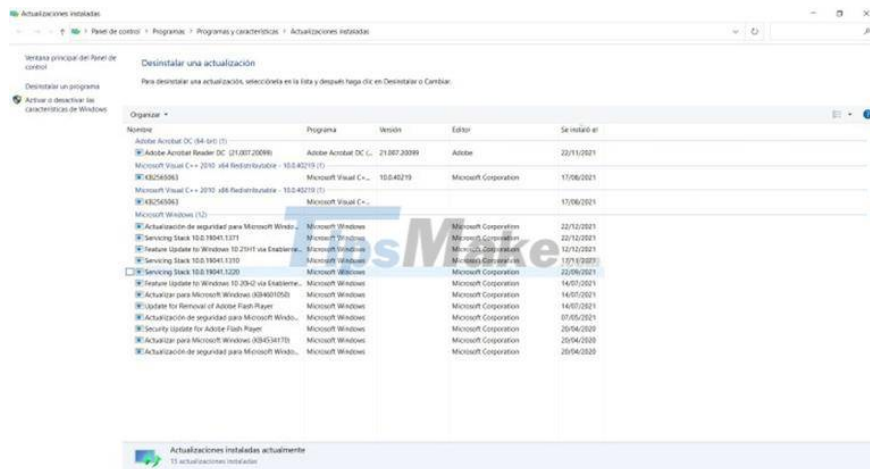 Actualizaciones instaladas
Panel de control > Programas > Programas y características > Actualizaciones instaladas
Ventana principal del Panel de control
Desinstalar un programa
Activar o desactivar las características de Windows
Desinstalar una actualización
Para desinstalar una actualización, selecciónela en la lista y después haga clic en Desinstalar o Cambiar.
Organizar
Nombre Programa Versión Editor Se instaló el
Adobe Acrobat DC (64-bit) (1)
Adobe Acrobat Reader DC (21.007.20099) Adobe Acrobat DC (... 21.007.20099 Adobe 22/11/2021
Microsoft Visual C++ 2010 x64 Redistributable - 10.0.40219 (1)
KB2565063 Microsoft Visual C+... 10.0.40219 Microsoft Corporation 17/08/2021
Microsoft Visual C++ 2010 x86 Redistributable - 10.0.40219 (1)
KB2565063 Microsoft Visual C+... 17/08/2021
Microsoft Windows (12)
Actualización de seguridad para Microsoft Windo... Microsoft Windows Microsoft Corporation 22/12/2021
Servicing Stack 10.0.19041.1371 Microsoft Windows Microsoft Corporation 22/12/2021
Feature Update to Windows 10 21H1 via Enableme... Microsoft Windows Microsoft Corporation 12/12/2021
Servicing Stack 10.0.19041.1310 Microsoft Windows Microsoft Corporation
Servicing Stack 10.0.19041.1220 Microsoft Windows Microsoft Corporation 22/09/2021
Feature Update to Windows 10 20H2 via Enableme... Microsoft Windows Microsoft Corporation 14/07/2021
Actualizar para Microsoft Windows (KB4601050) Microsoft Windows Microsoft Corporation 14/07/2021
Update for Removal of Adobe Flash Player Microsoft Windows Microsoft Corporation 14/07/2021
Actualización de seguridad para Microsoft Windo... Microsoft Windows Microsoft Corporation 07/05/2021
Security Update for Adobe Flash Player Microsoft Windows Microsoft Corporation 20/04/2020
Actualizar para Microsoft Windows (KB4534170) Microsoft Windows Microsoft Corporation 20/04/2020
Actualización de seguridad para Microsoft Windo... Microsoft Windows Microsoft Corporation 20/04/2020
TipsMake
Actualizaciones instaladas actualmente
15 actualizaciones instaladas